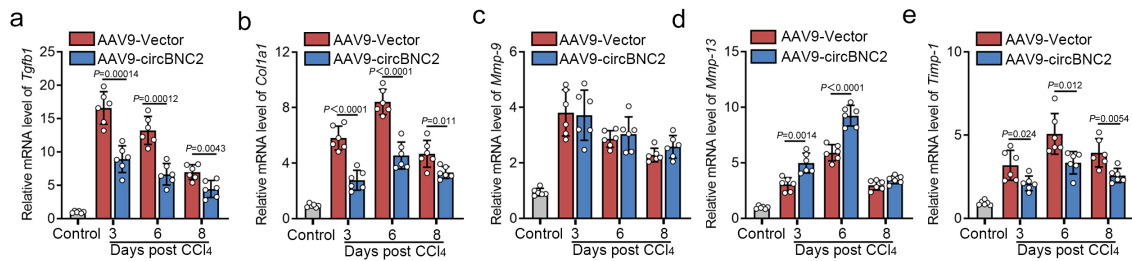 a
AAV9-Vector
AAV9-circBNC2
Relative mRNA level of Tgfb1
25
20
15
10
5
0
P=0.00014
P=0.00012
P=0.0043
Control
3
6
8
Days post CCl4
b
AAV9-Vector
AAV9-circBNC2
Relative mRNA level of Col1a1
12
8
4
0
P<0.0001
P<0.0001
P=0.011
Control
3
6
8
Days post CCl4
c
AAV9-Vector
AAV9-circBNC2
Relative mRNA level of Mmp-9
6
4
2
0
Control
3
6
8
Days post CCl4
d
AAV9-Vector
AAV9-circBNC2
Relative mRNA level of Mmp-13
15
10
5
0
P=0.0014
P<0.0001
Control
3
6
8
Days post CCl4
e
AAV9-Vector
AAV9-circBNC2
Relative mRNA level of Timp-1
10
5
0
P=0.024
P=0.012
P=0.0054
Control
3
6
8
Days post CCl4